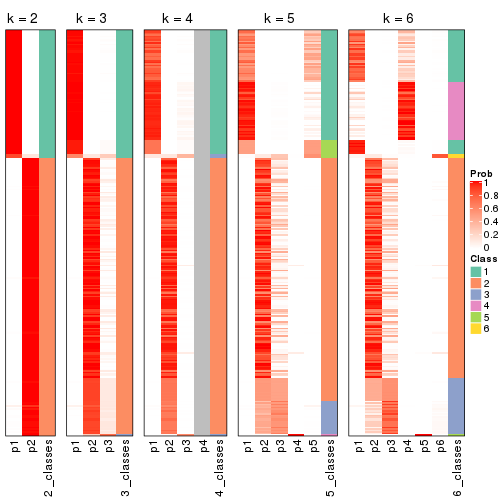 k = 2
k = 3
k = 4
k = 5
k = 6
p1
p2
2_classes
p1
p2
p3
3_classes
p1
p2
p3
p4
4_classes
p1
p2
p3
p4
p5
5_classes
p1
p2
p3
p4
p5
p6
6_classes
Prob
1
0.8
0.6
0.4
0.2
0
Class
1
2
3
4
5
6